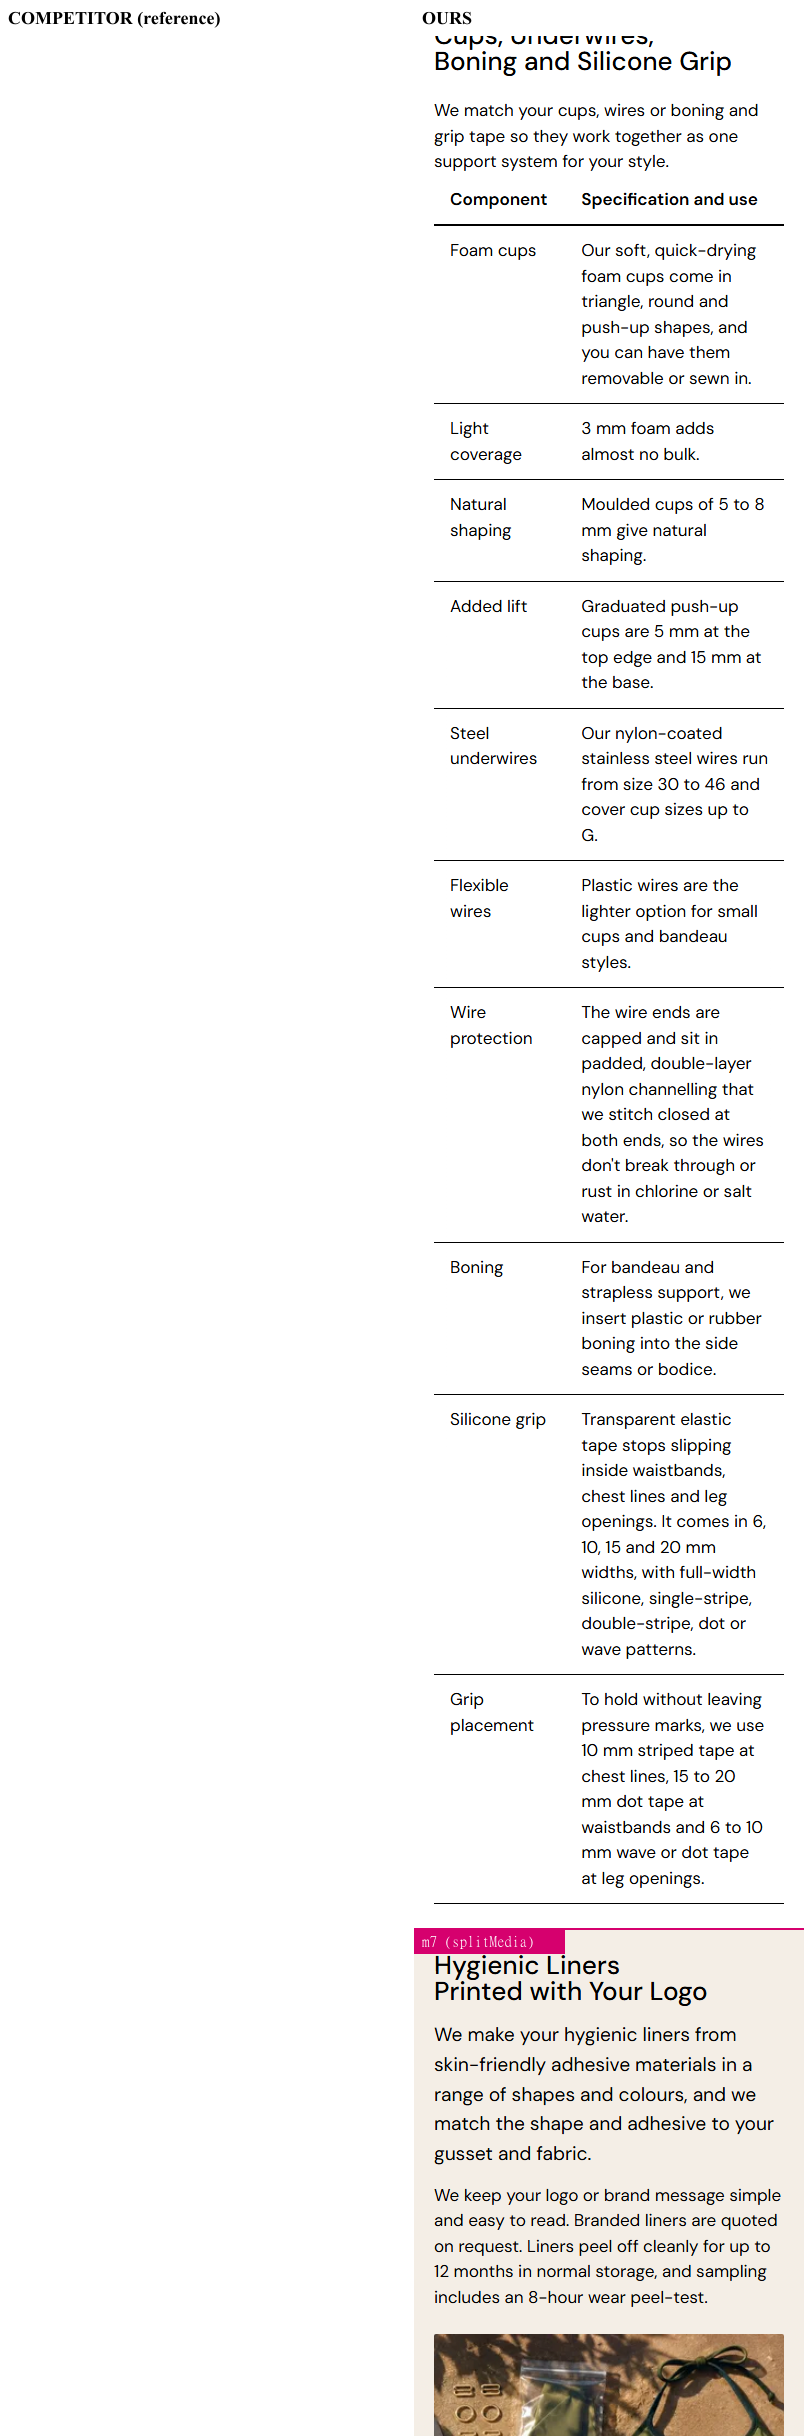 COMPETITOR (reference)
OURS
Cups, Underwires,
Boning and Silicone Grip
We match your cups, wires or boning and
grip tape so they work together as one
support system for your style.
Component Specification and use
Foam cups Our soft, quick-drying
foam cups come in
triangle, round and
push-up shapes, and
you can have them
removable or sewn in.
Light 3 mm foam adds
coverage almost no bulk.
Natural Moulded cups of 5 to 8
shaping mm give natural
shaping.
Added lift Graduated push-up
cups are 5 mm at the
top edge and 15 mm at
the base.
Steel Our nylon-coated
underwires stainless steel wires run
from size 30 to 46 and
cover cup sizes up to
G.
Flexible Plastic wires are the
wires lighter option for small
cups and bandeau
styles.
Wire The wire ends are
protection capped and sit in
padded, double-layer
nylon channelling that
we stitch closed at
both ends, so the wires
don't break through or
rust in chlorine or salt
water.
Boning For bandeau and
strapless support, we
insert plastic or rubber
boning into the side
seams or bodice.
Silicone grip Transparent elastic
tape stops slipping
inside waistbands,
chest lines and leg
openings. It comes in 6,
10, 15 and 20 mm
widths, with full-width
silicone, single-stripe,
double-stripe, dot or
wave patterns.
Grip To hold without leaving
placement pressure marks, we use
10 mm striped tape at
chest lines, 15 to 20
mm dot tape at
waistbands and 6 to 10
mm wave or dot tape
at leg openings.
m7 (splitMedia)
Hygienic Liners
Printed with Your Logo
We make your hygienic liners from
skin-friendly adhesive materials in a
range of shapes and colours, and we
match the shape and adhesive to your
gusset and fabric.
We keep your logo or brand message simple
and easy to read. Branded liners are quoted
on request. Liners peel off cleanly for up to
12 months in normal storage, and sampling
includes an 8-hour wear peel-test.